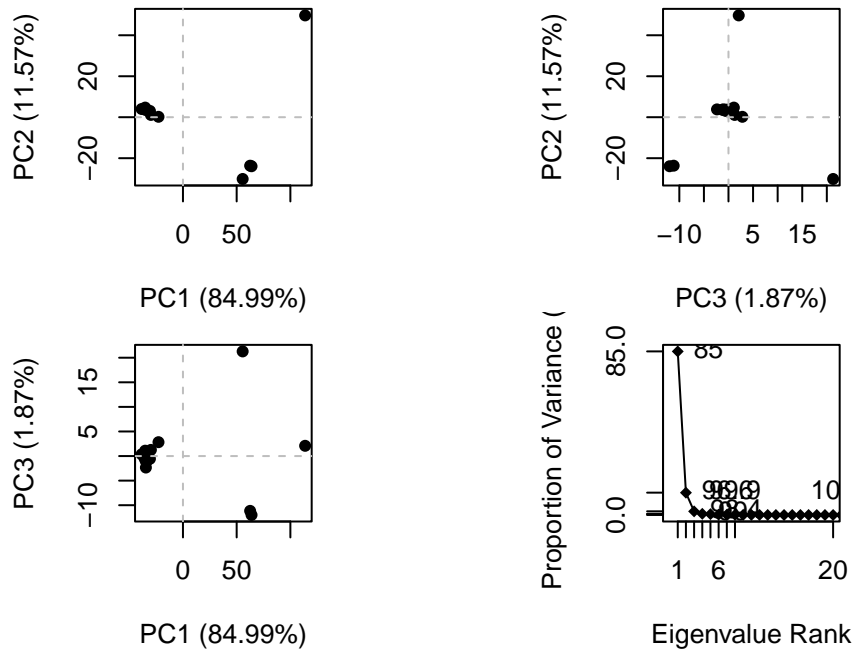 PC2 (11.57%)
20
−20
0 50
PC1 (84.99%)
PC2 (11.57%)
20
−20
−10 5 15
PC3 (1.87%)
PC3 (1.87%)
15
5
−10
0 50
PC1 (84.99%)
Proportion of Variance (
85.0
0.0
85
10
1 6 20
Eigenvalue Rank